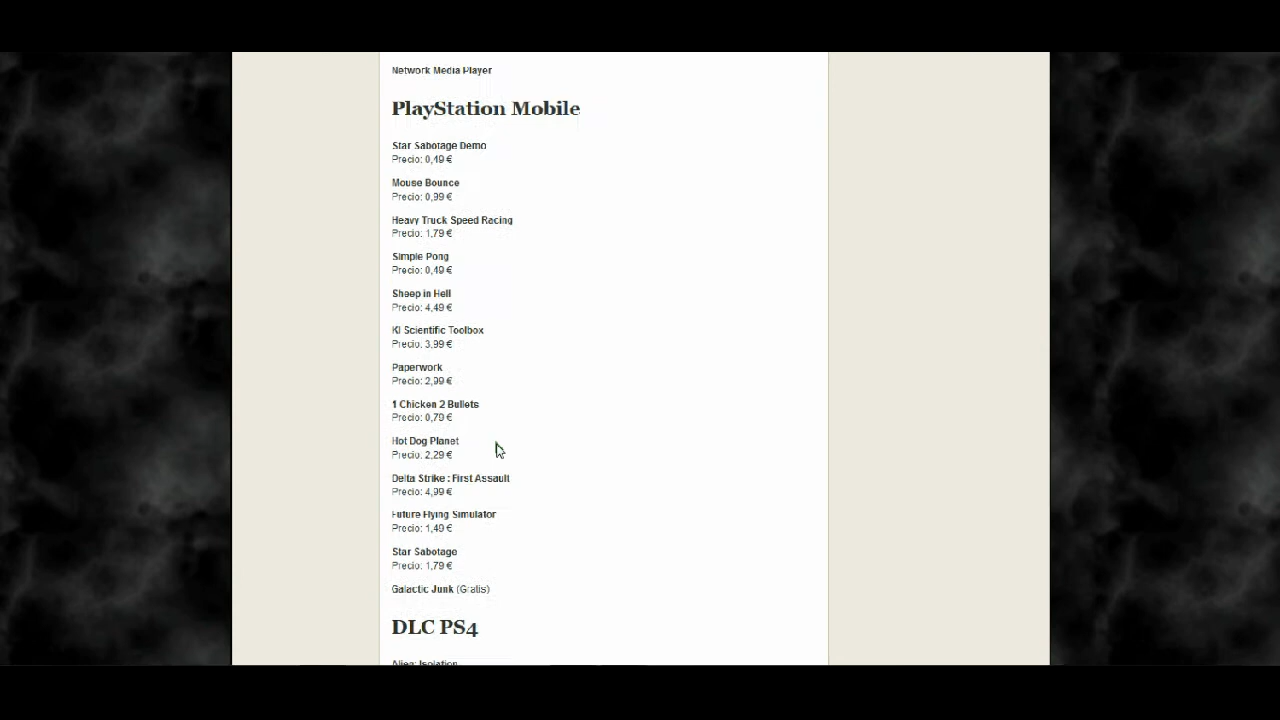 Network Media Player
PlayStation Mobile
Star Sabotage Demo
Precio: 0,49 €
Mouse Bounce
Precio: 0,99 €
Heavy Truck Speed Racing
Precio: 1,79 €
Simple Pong
Precio: 0,49 €
Sheep in Hell
Precio: 4,49 €
KI Scientific Toolbox
Precio: 3,99 €
Paperwork
Precio: 2,99 €
1 Chicken 2 Bullets
Precio: 0,79 €
Hot Dog Planet
Precio: 2,29 €
Delta Strike : First Assault
Precio: 4,99 €
Future Flying Simulator
Precio: 1,49 €
Star Sabotage
Precio: 1,79 €
Galactic Junk (Gratis)
DLC PS4
Alien: Isolation